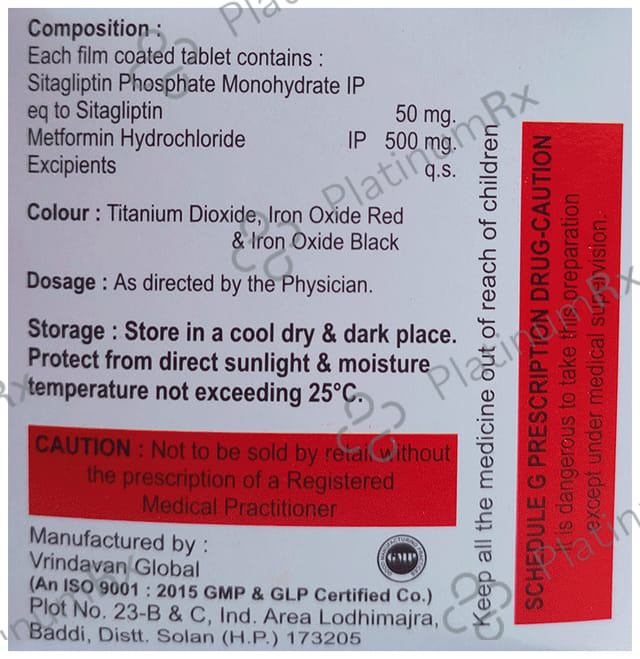 Composition :
Each film coated tablet contains :
Sitagliptin Phosphate Monohydrate IP
eq to Sitagliptin 50 mg.
Metformin Hydrochloride IP 500 mg.
Excipients q.s.
Colour : Titanium Dioxide, Iron Oxide Red
& Iron Oxide Black
Dosage : As directed by the Physician.
Storage : Store in a cool dry & dark place.
Protect from direct sunlight & moisture
temperature not exceeding 25°C.
CAUTION : Not to be sold by retail without
the prescription of a Registered
Medical Practitioner
Manufactured by :
Vrindavan Global
(An ISO 9001 : 2015 GMP & GLP Certified Co.)
Plot No. 23-B & C, Ind. Area Lodhimajra,
Baddi, Distt. Solan (H.P.) 173205
GMP
Keep all the medicine out of reach of children
SCHEDULE G PRESCRIPTION DRUG-CAUTION
It is dangerous to take this preparation
except under medical supervision.
PlatinumRx
PlatinumRx
PlatinumRx